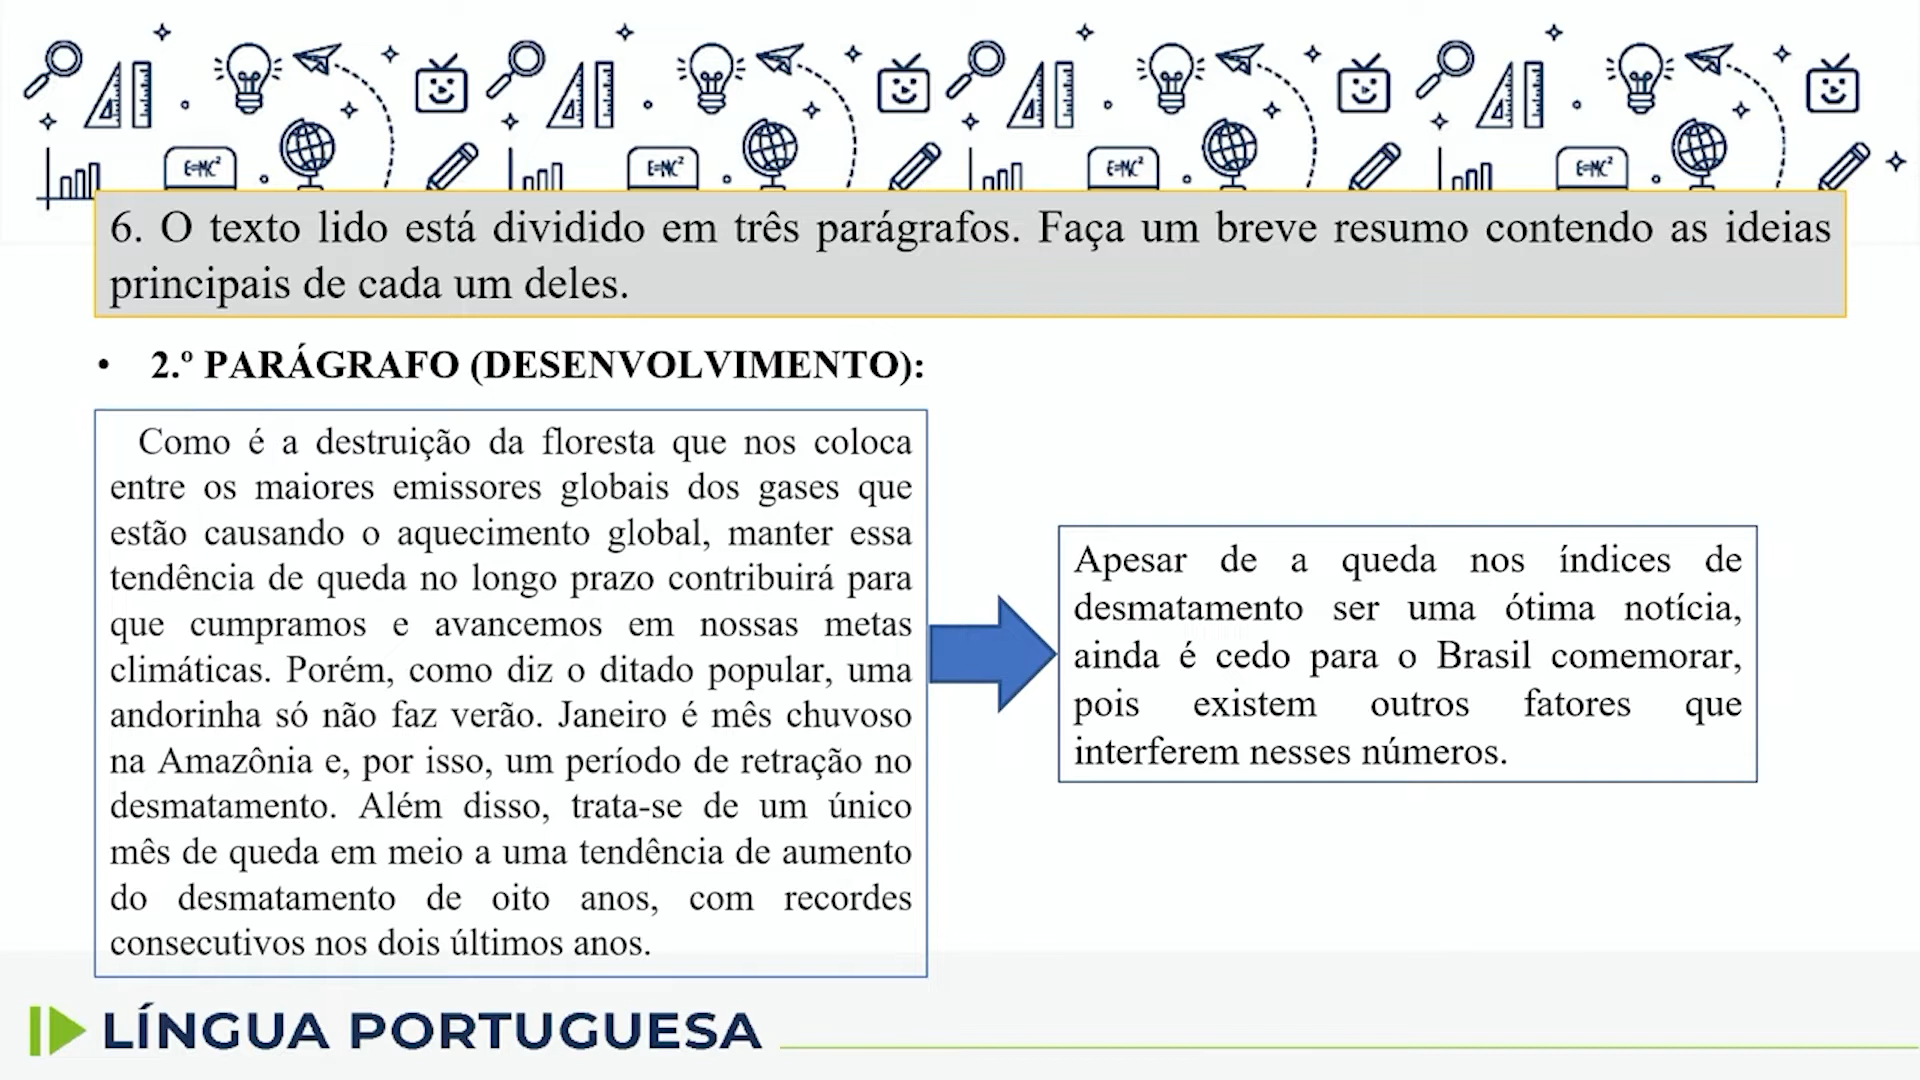 E=MC²
E=MC²
E=MC²
E=MC²
6. O texto lido está dividido em três parágrafos. Faça um breve resumo contendo as ideias
principais de cada um deles.
• 2.º PARÁGRAFO (DESENVOLVIMENTO):
Como é a destruição da floresta que nos coloca
entre os maiores emissores globais dos gases que
estão causando o aquecimento global, manter essa
tendência de queda no longo prazo contribuirá para
que cumpramos e avancemos em nossas metas
climáticas. Porém, como diz o ditado popular, uma
andorinha só não faz verão. Janeiro é mês chuvoso
na Amazônia e, por isso, um período de retração no
desmatamento. Além disso, trata-se de um único
mês de queda em meio a uma tendência de aumento
do desmatamento de oito anos, com recordes
consecutivos nos dois últimos anos.
Apesar de a queda nos índices de
desmatamento ser uma ótima notícia,
ainda é cedo para o Brasil comemorar,
pois existem outros fatores que
interferem nesses números.
LÍNGUA PORTUGUESA